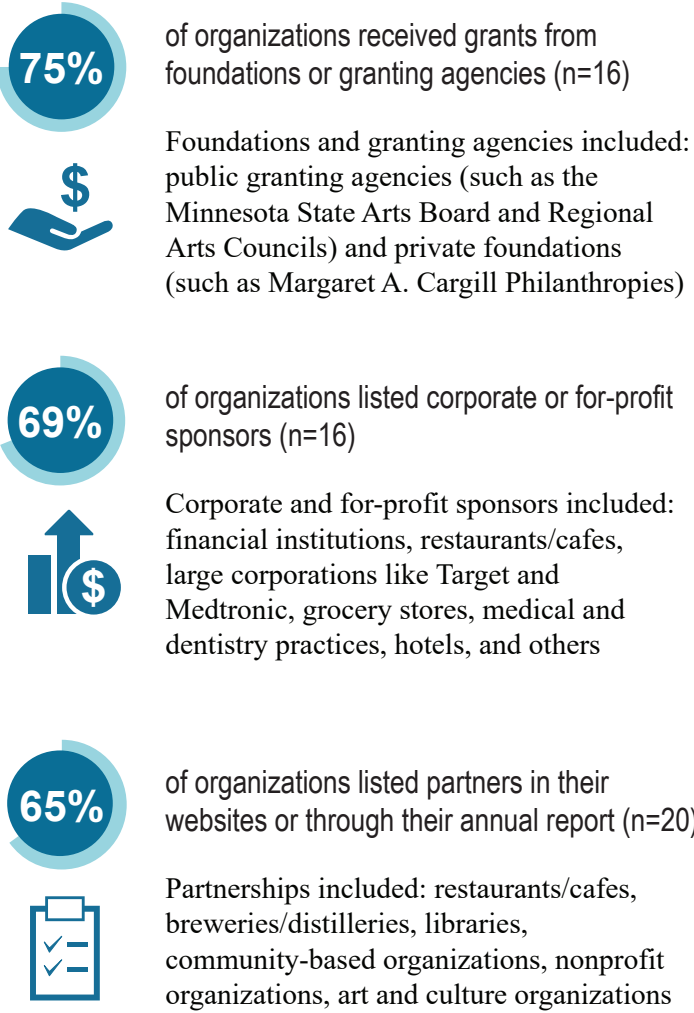 75%
of organizations received grants from
foundations or granting agencies (n=16)
$
Foundations and granting agencies included:
public granting agencies (such as the
Minnesota State Arts Board and Regional
Arts Councils) and private foundations
(such as Margaret A. Cargill Philanthropies)
69%
of organizations listed corporate or for-profit
sponsors (n=16)
$
Corporate and for-profit sponsors included:
financial institutions, restaurants/cafes,
large corporations like Target and
Medtronic, grocery stores, medical and
dentistry practices, hotels, and others
65%
of organizations listed partners in their
websites or through their annual report (n=20)
Partnerships included: restaurants/cafes,
breweries/distilleries, libraries,
community-based organizations, nonprofit
organizations, art and culture organizations